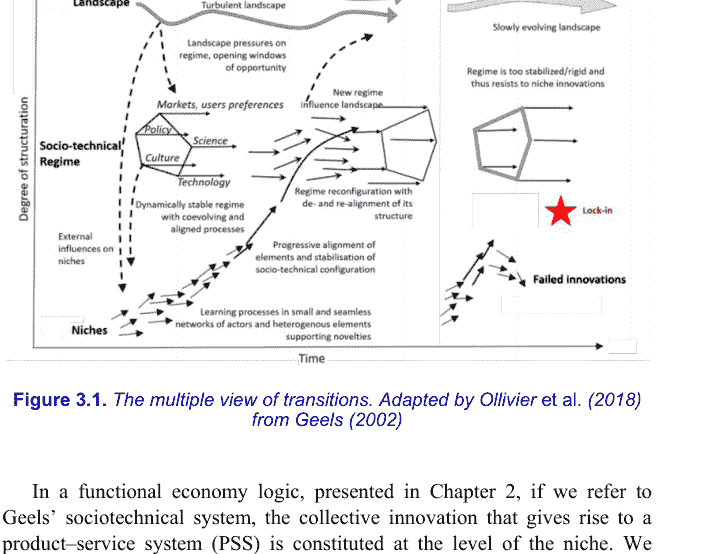 Landscape
Turbulent landscape
Slowly evolving landscape
Landscape pressures on
regime, opening windows
of opportunity
Regime is too stabilized/rigid and
thus resists to niche innovations
New regime
influence landscape
Markets, users preferences
Policy
Science
Culture
Technology
Socio-technical
Regime
Degree of structuration
Regime reconfiguration with
de- and re-alignment of its
structure
Dynamically stable regime
with coevolving and
aligned processes
Lock-in
External
influences on
niches
Progressive alignment of
elements and stabilisation of
socio-technical configuration
Failed innovations
Learning processes in small and seamless
networks of actors and heterogenous elements
supporting novelties
Niches
Time
Figure 3.1. The multiple view of transitions. Adapted by Ollivier et al. (2018)
from Geels (2002)
In a functional economy logic, presented in Chapter 2, if we refer to
Geels’ sociotechnical system, the collective innovation that gives rise to a
product–service system (PSS) is constituted at the level of the niche. We